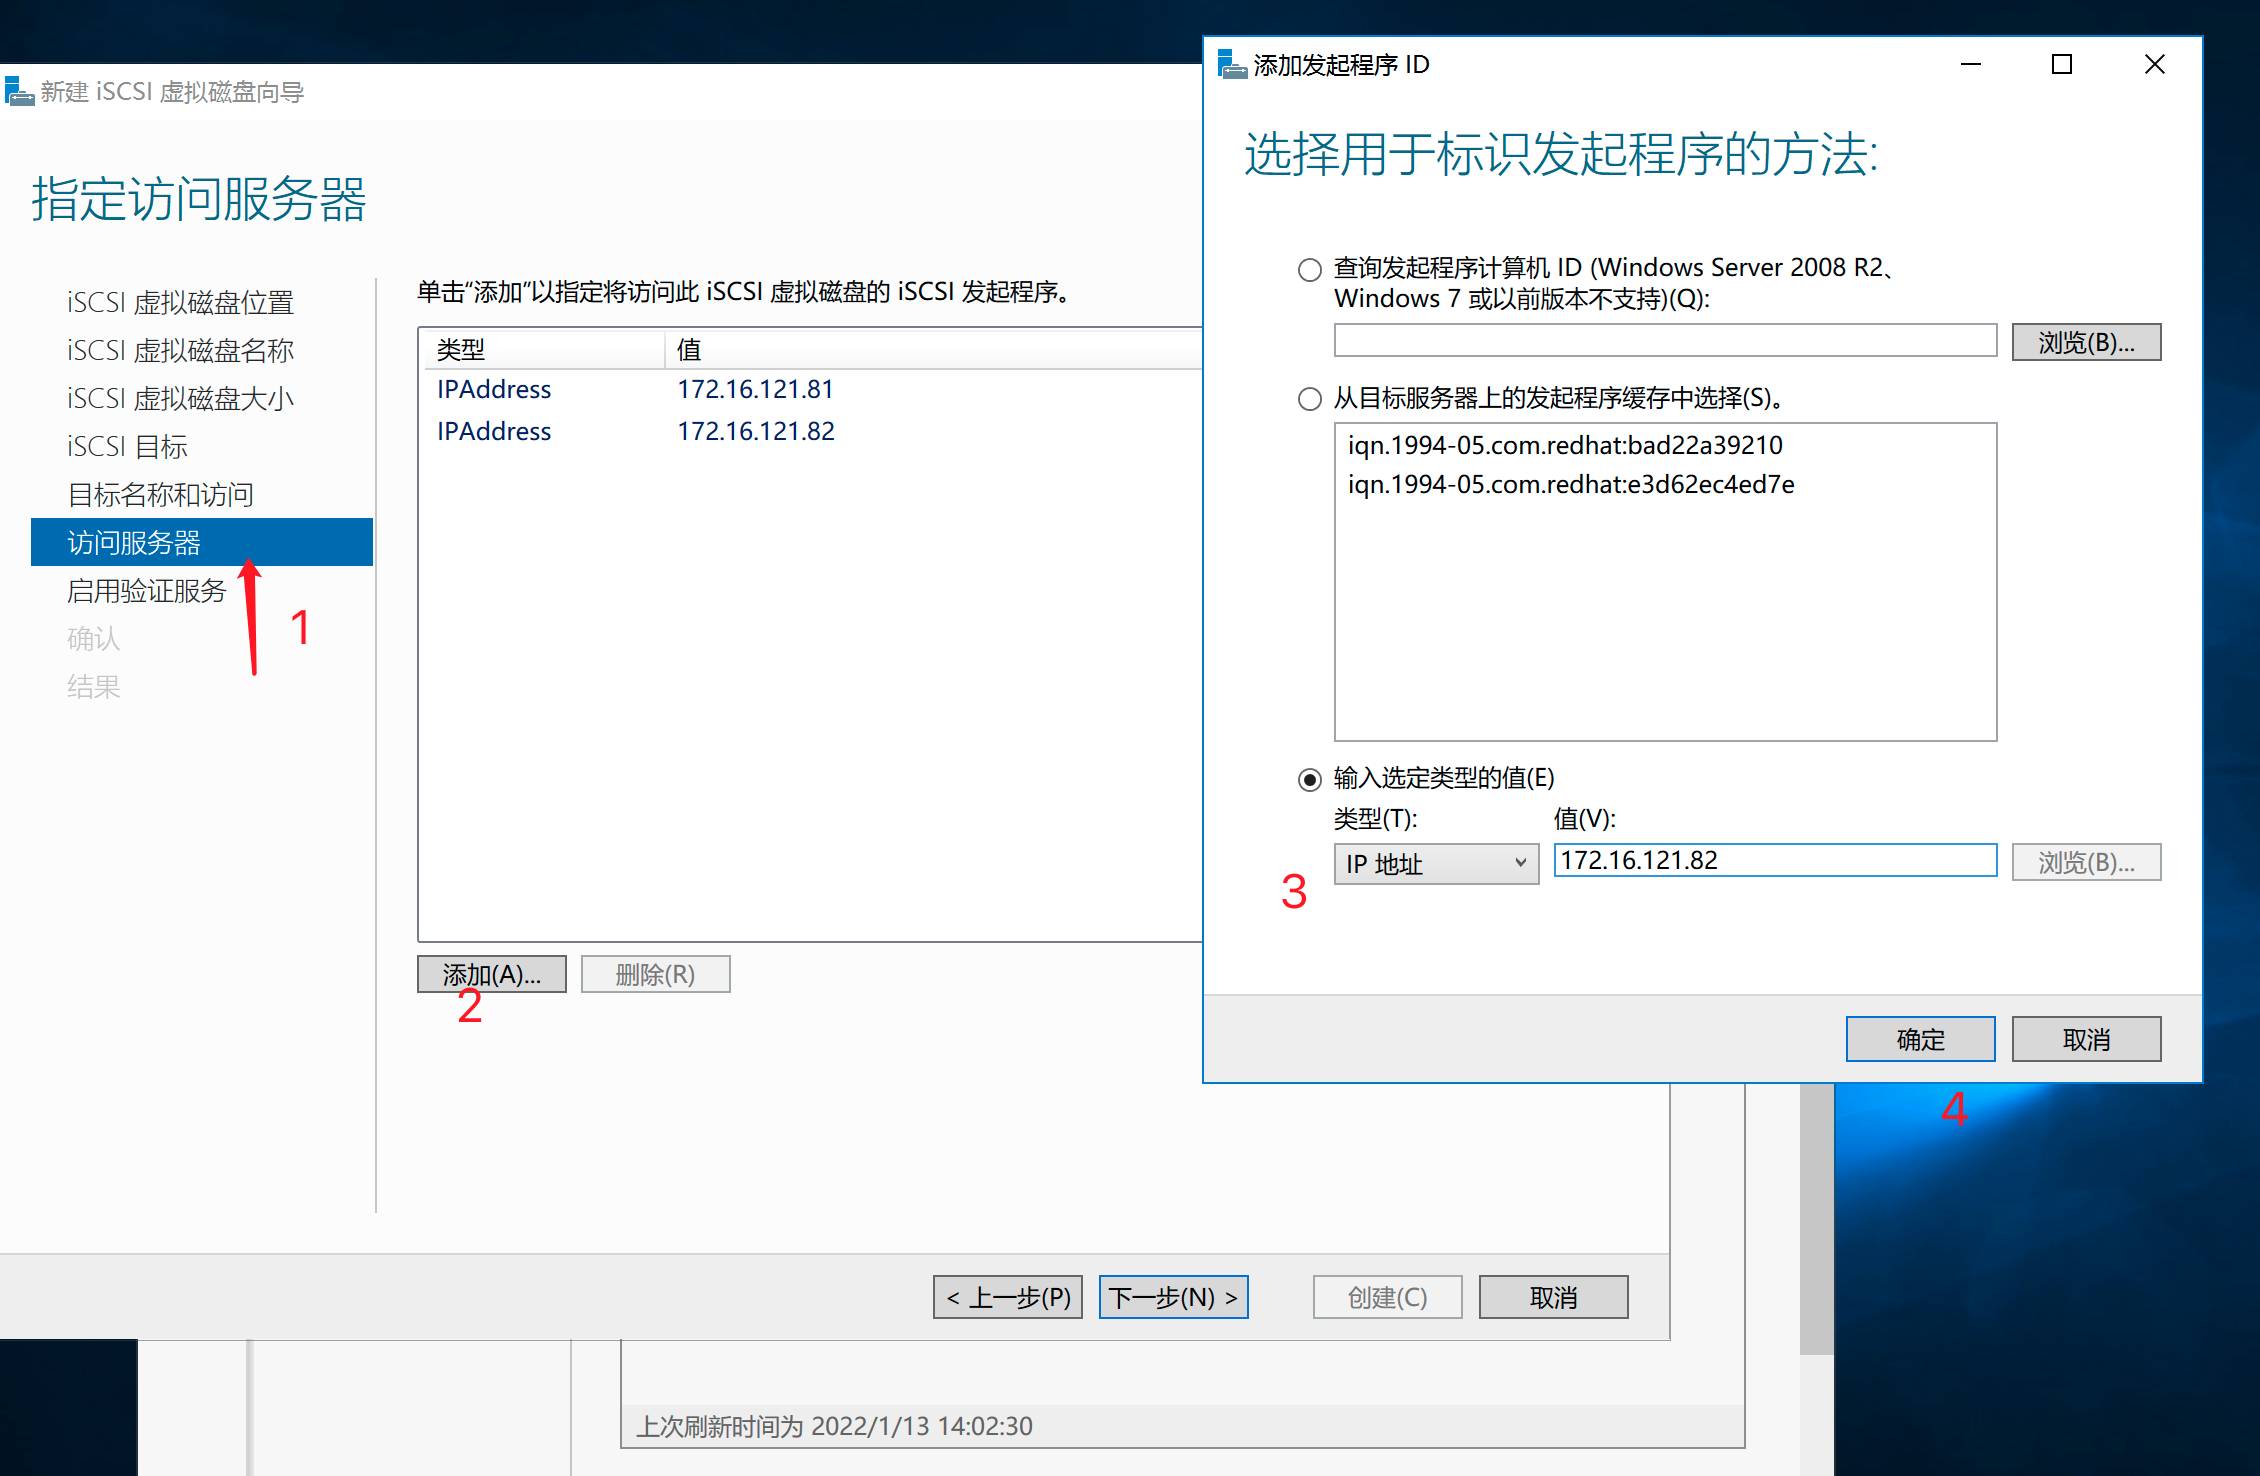 新建 iSCSI 虚拟磁盘向导
指定访问服务器
iSCSI 虚拟磁盘位置
iSCSI 虚拟磁盘名称
iSCSI 虚拟磁盘大小
iSCSI 目标
目标名称和访问
访问服务器
启用验证服务
确认
结果
1
单击“添加”以指定将访问此 iSCSI 虚拟磁盘的 iSCSI 发起程序。
类型 值
IPAddress 172.16.121.81
IPAddress 172.16.121.82
添加(A)... 删除(R)
2
< 上一步(P) 下一步(N) > 创建(C) 取消
上次刷新时间为 2022/1/13 14:02:30
添加发起程序 ID
选择用于标识发起程序的方法:
查询发起程序计算机 ID (Windows Server 2008 R2、
Windows 7 或以前版本不支持)(Q):
浏览(B)...
从目标服务器上的发起程序缓存中选择(S)。
iqn.1994-05.com.redhat:bad22a39210
iqn.1994-05.com.redhat:e3d62ec4ed7e
输入选定类型的值(E)
类型(T): 值(V):
IP 地址 172.16.121.82 浏览(B)...
3
确定 取消
4